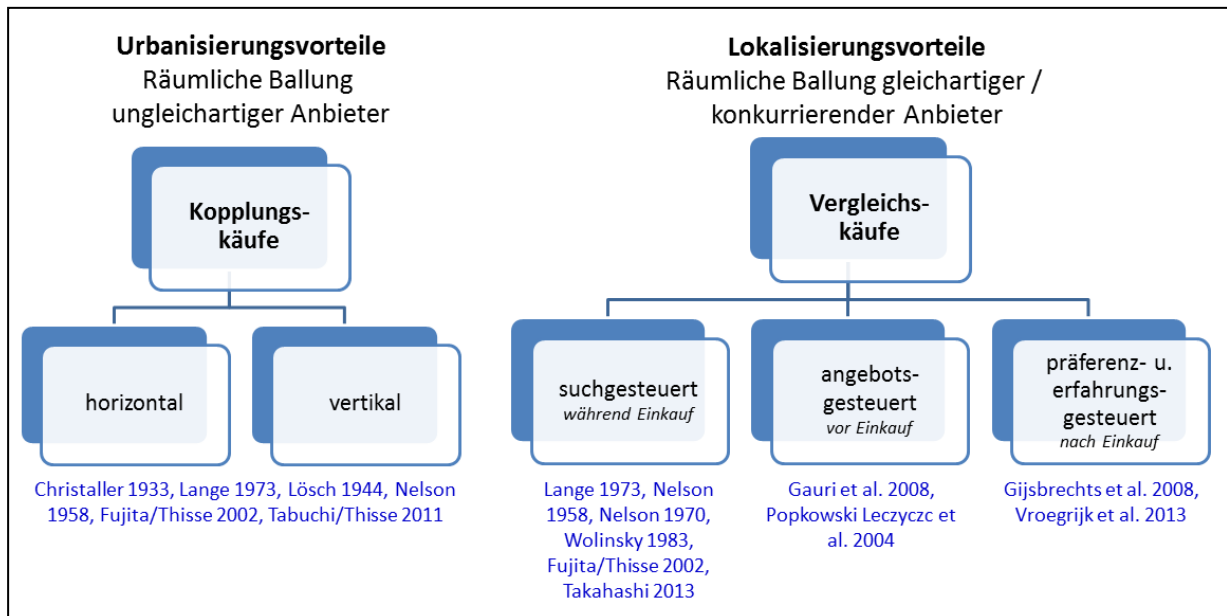 Urbanisierungsvorteile
Räumliche Ballung
ungleichartiger Anbieter
Kopplungs-
käufe
horizontal
vertikal
Christaller 1933, Lange 1973, Lösch 1944, Nelson
1958, Fujita/Thisse 2002, Tabuchi/Thisse 2011
Lokalisierungsvorteile
Räumliche Ballung gleichartiger /
konkurrierender Anbieter
Vergleichs-
käufe
suchgesteuert
während Einkauf
angebots-
gesteuert
vor Einkauf
präferenz- u.
erfahrungs-
gesteuert
nach Einkauf
Lange 1973, Nelson
1958, Nelson 1970,
Wolinsky 1983,
Fujita/Thisse 2002,
Takahashi 2013
Gauri et al. 2008,
Popkowski Leczyczc et
al. 2004
Gijsbrechts et al. 2008,
Vroegrijk et al. 2013